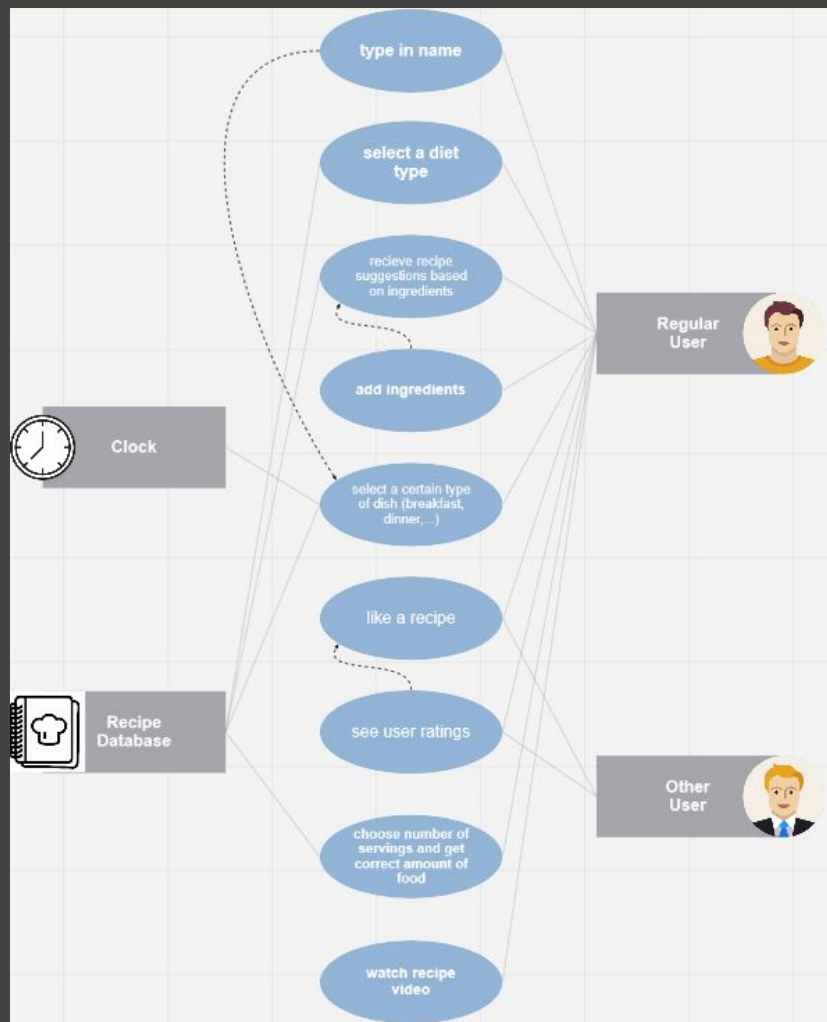 type in name
select a diet
type
recieve recipe
suggestions based
on ingredients
Regular
User
add ingredients
Clock
select a certain type
of dish (breakfast,
dinner,...)
like a recipe
Recipe
Database
see user ratings
Other
User
choose number of
servings and get
correct amount of
food
watch recipe
video